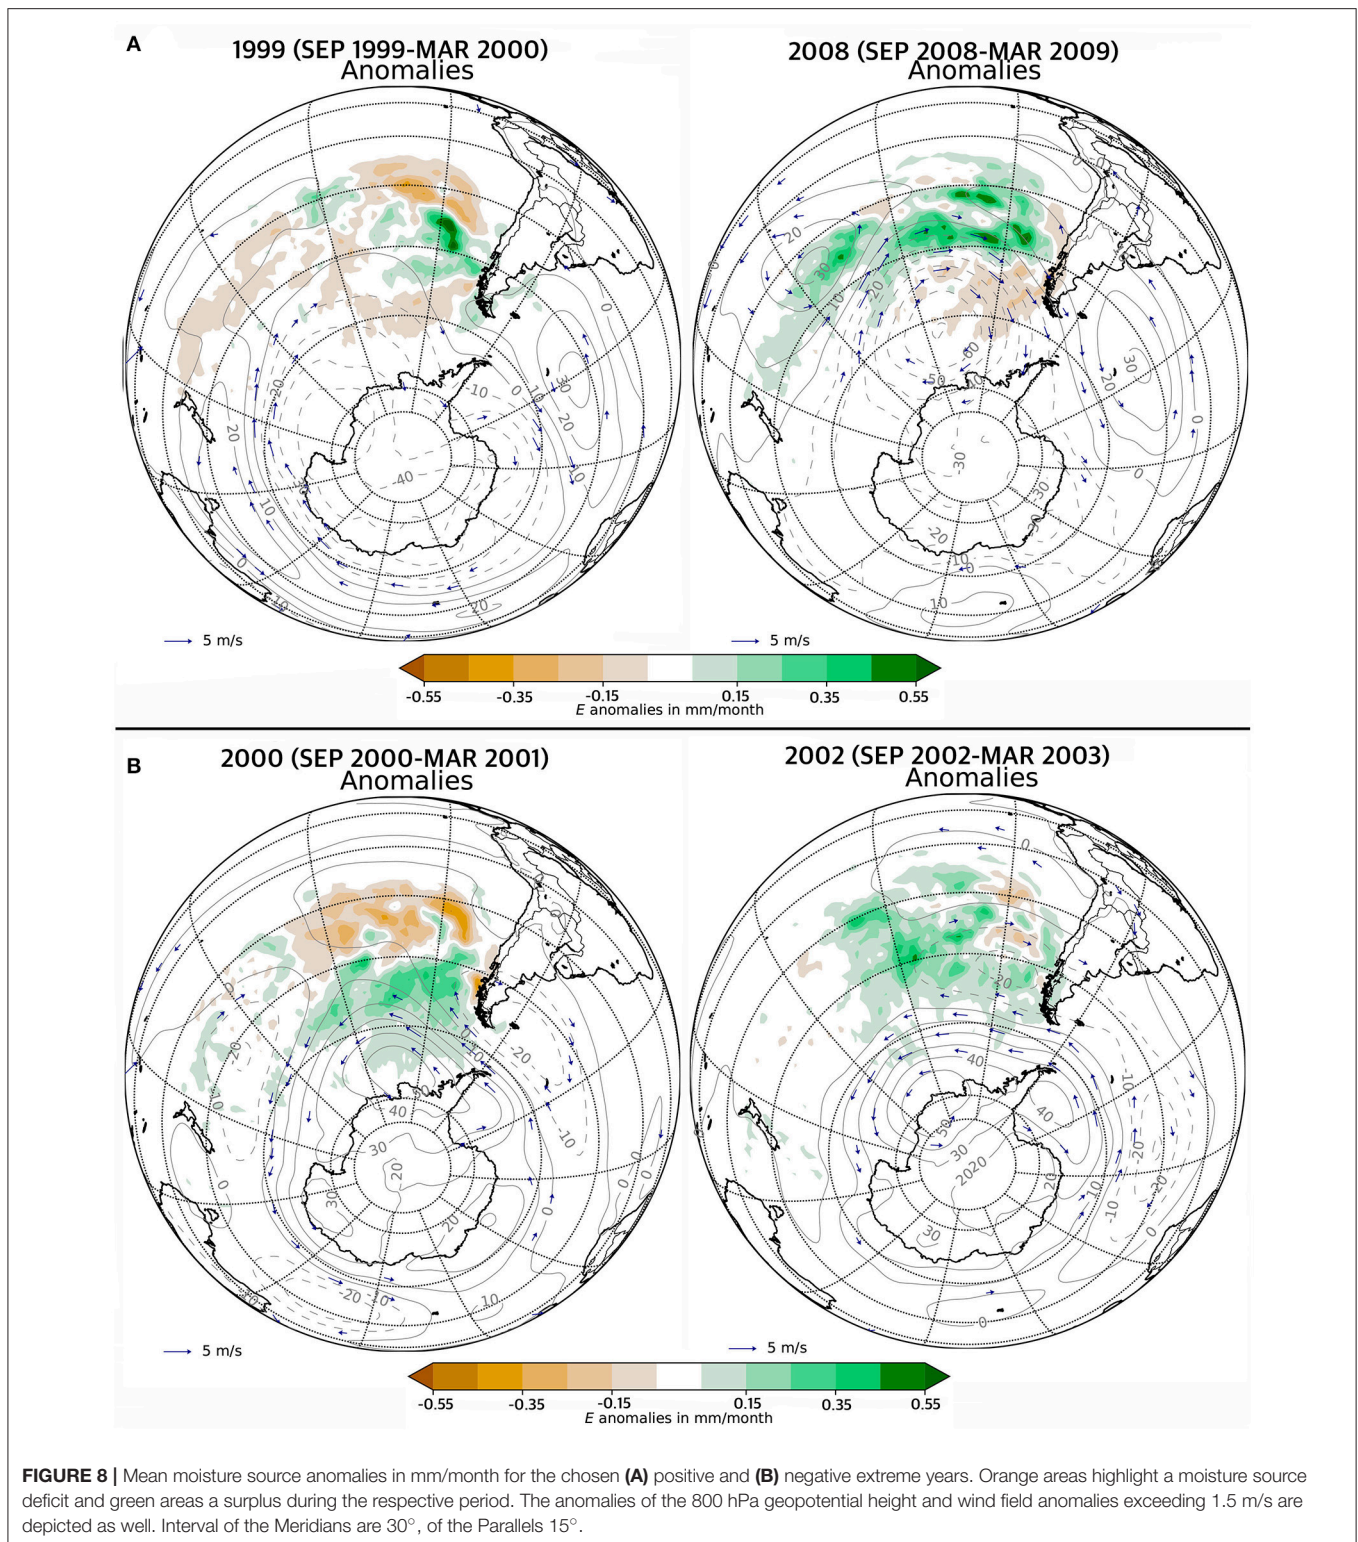 A
1999 (SEP 1999-MAR 2000)
Anomalies
2008 (SEP 2008-MAR 2009)
Anomalies
5 m/s
5 m/s
-0.55 -0.35 -0.15 0.15 0.35 0.55
E anomalies in mm/month
B
2000 (SEP 2000-MAR 2001)
Anomalies
2002 (SEP 2002-MAR 2003)
Anomalies
5 m/s
5 m/s
-0.55 -0.35 -0.15 0.15 0.35 0.55
E anomalies in mm/month
FIGURE 8 | Mean moisture source anomalies in mm/month for the chosen (A) positive and (B) negative extreme years. Orange areas highlight a moisture source
deficit and green areas a surplus during the respective period. The anomalies of the 800 hPa geopotential height and wind field anomalies exceeding 1.5 m/s are
depicted as well. Interval of the Meridians are 30°, of the Parallels 15°.